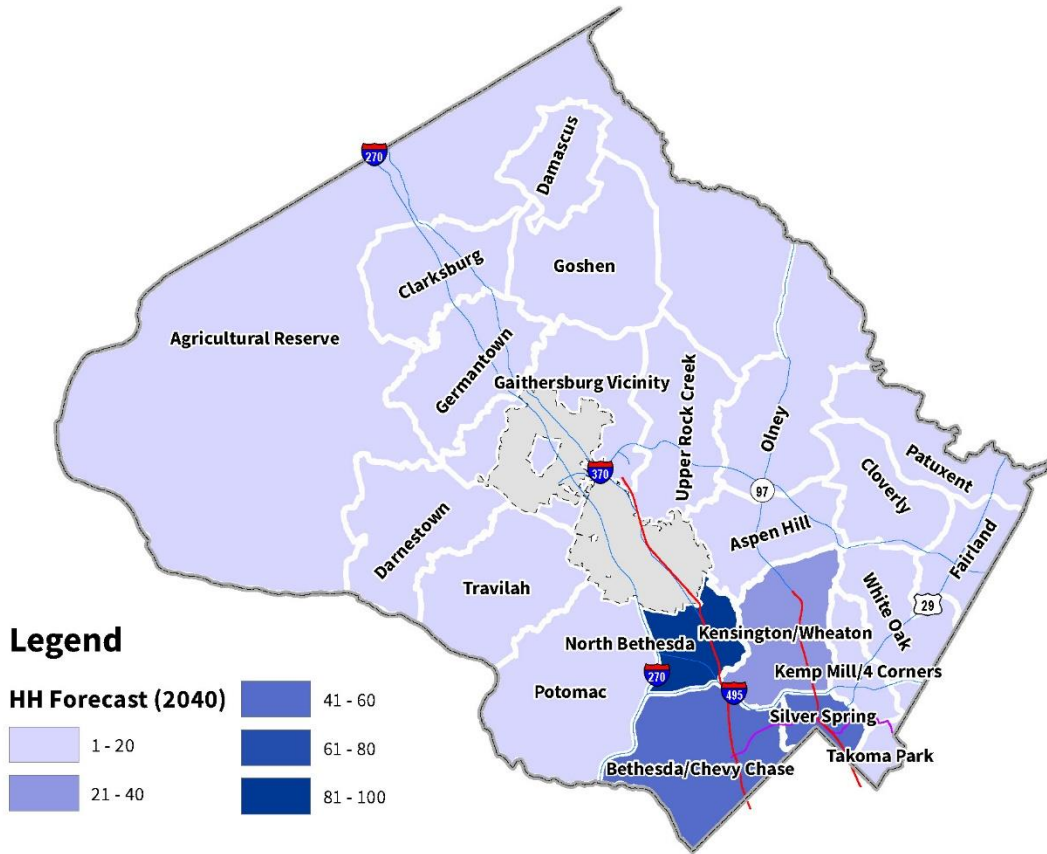 Damascus
270
Clarksburg
Goshen
Agricultural Reserve
Germantown
Gaithersburg Vicinity
Upper Rock Creek
Olney
Patuxent
Cloverly
370
97
Darnestown
Aspen Hill
Fairland
Travilah
White Oak
29
North Bethesda
Kensington/Wheaton
270
Kemp Mill/4 Corners
Potomac
495
Silver Spring
Takoma Park
Bethesda/Chevy Chase
Legend
HH Forecast (2040)
1 - 20
21 - 40
41 - 60
61 - 80
81 - 100